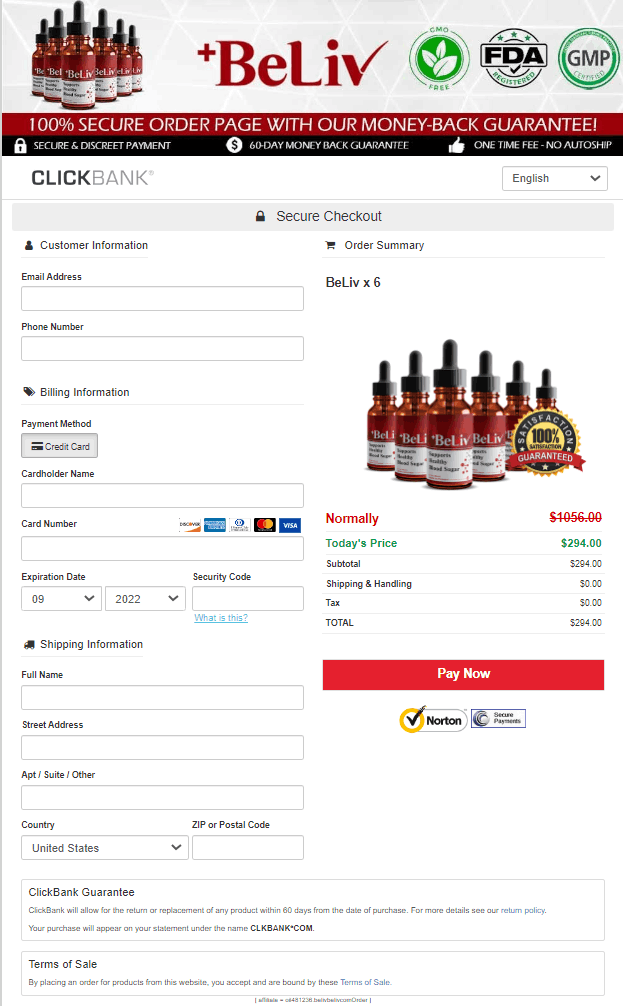 +BeLiv
GMO
FREE
FDA
REGISTERED
GMP
CERTIFIED
100% SECURE ORDER PAGE WITH OUR MONEY-BACK GUARANTEE!
SECURE & DISCREET PAYMENT
$ 60-DAY MONEY BACK GUARANTEE
ONE TIME FEE - NO AUTOSHIP
CLICKBANK®
English
Secure Checkout
Customer Information
Order Summary
Email Address
BeLiv x 6
Phone Number
Billing Information
Payment Method
Credit Card
+BeLiv
Supports
Healthy
Blood Sugar
SATISFACTION
100%
GUARANTEED
Cardholder Name
Card Number
DISCOVER
VISA
Normally $1056.00
Today's Price $294.00
Subtotal $294.00
Shipping & Handling $0.00
Tax $0.00
TOTAL $294.00
Expiration Date
Security Code
09
2022
What is this?
Shipping Information
Pay Now
Full Name
Norton
Secure
Payments
Street Address
Apt / Suite / Other
Country
ZIP or Postal Code
United States
ClickBank Guarantee
ClickBank will allow for the return or replacement of any product within 60 days from the date of purchase. For more details see our return policy.
Your purchase will appear on your statement under the name CLKBANK*COM.
Terms of Sale
By placing an order for products from this website, you accept and are bound by these Terms of Sale.